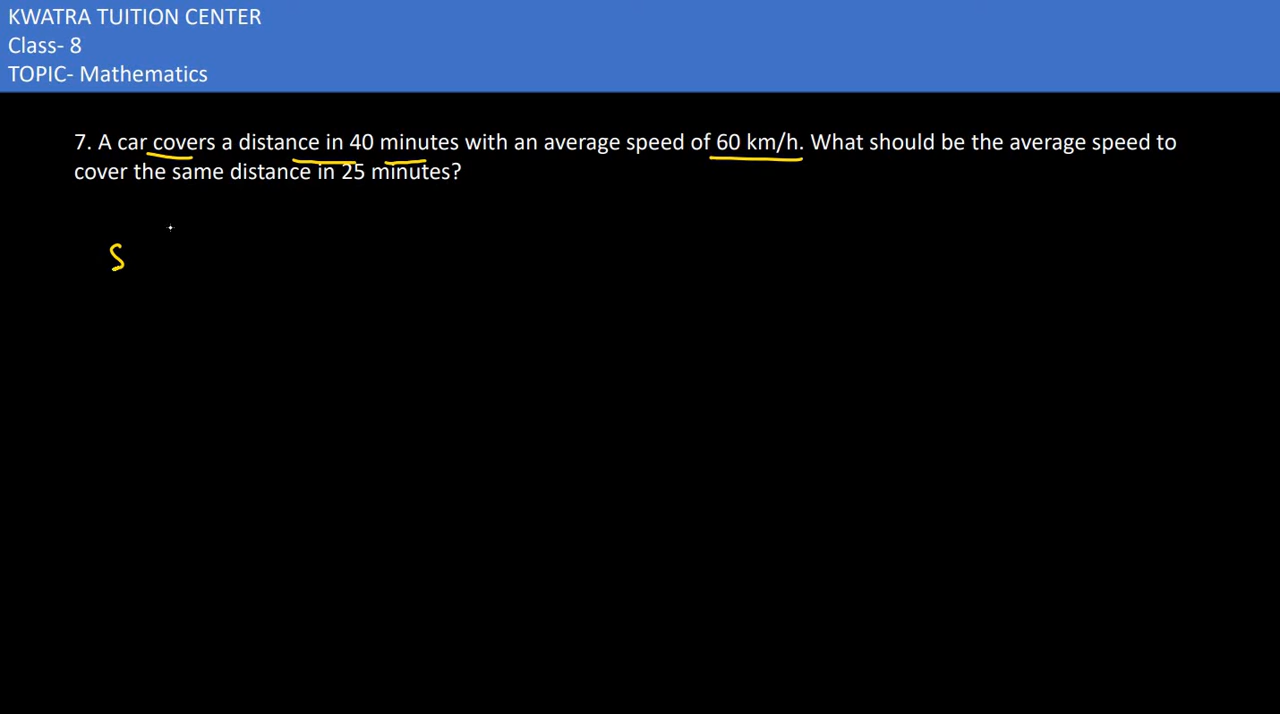 KWATRA TUITION CENTER
Class- 8
TOPIC- Mathematics
7. A car covers a distance in 40 minutes with an average speed of 60 km/h. What should be the average speed to
cover the same distance in 25 minutes?
S